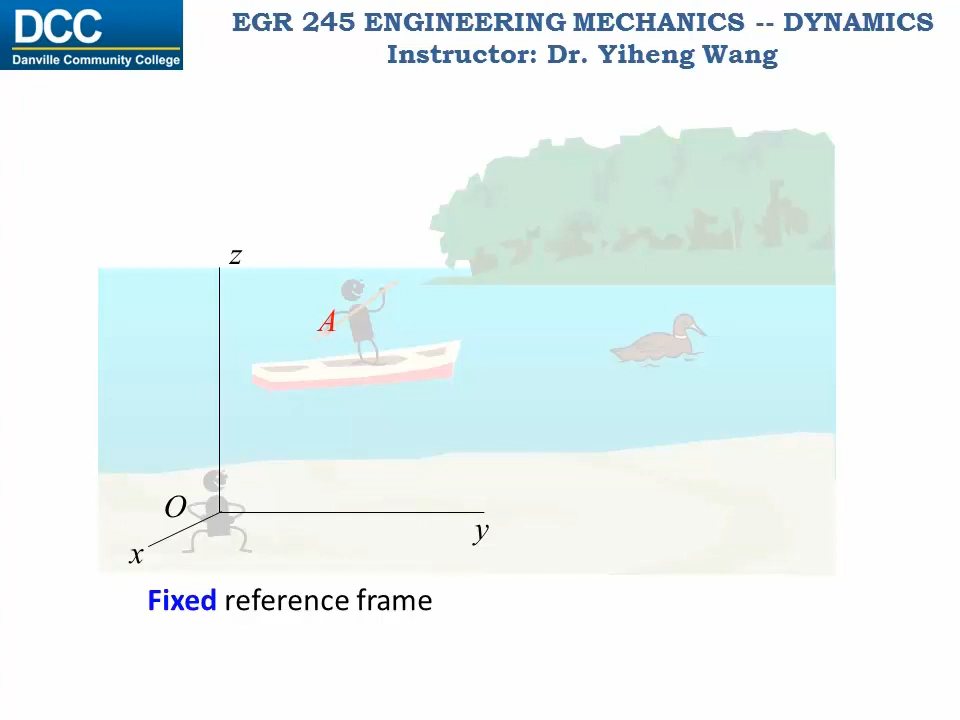 DCC
Danville Community College
EGR 245 ENGINEERING MECHANICS -- DYNAMICS
Instructor: Dr. Yiheng Wang
z
A
O
y
x
Fixed reference frame